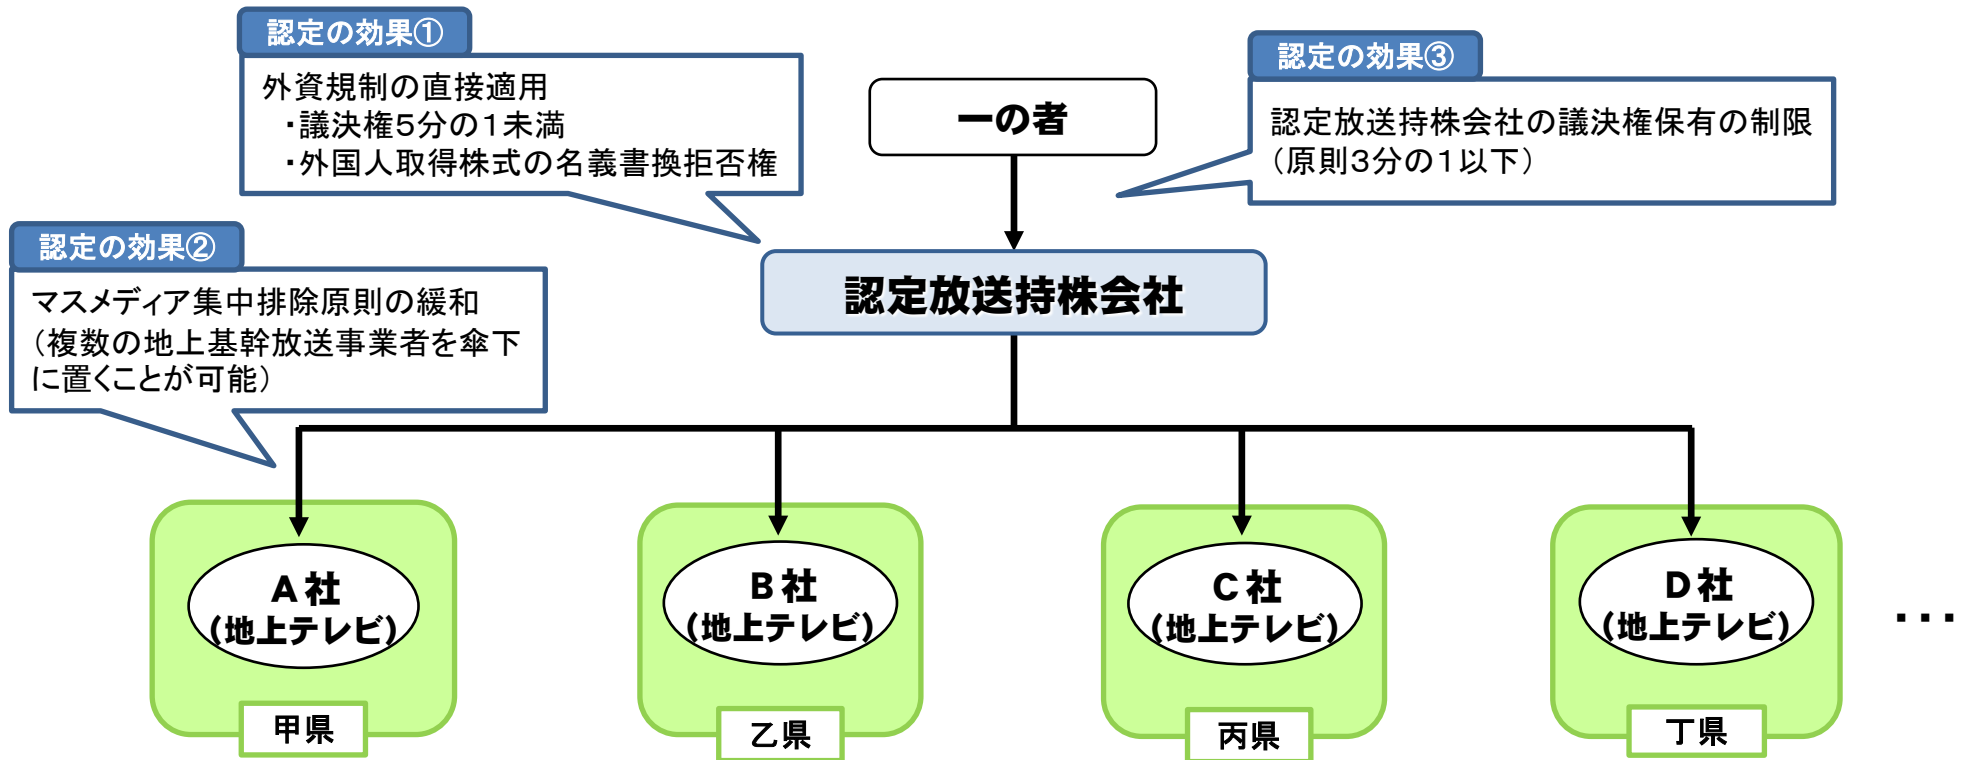 認定の効果①
外資規制の直接適用
・議決権5分の1未満
・外国人取得株式の名義書換拒否権
認定の効果③
認定放送持株会社の議決権保有の制限
（原則3分の1以下）
一の者
認定の効果②
マスメディア集中排除原則の緩和
（複数の地上基幹放送事業者を傘下
に置くことが可能）
認定放送持株会社
A社
(地上テレビ)
甲県
B社
(地上テレビ)
乙県
C社
(地上テレビ)
丙県
D社
(地上テレビ)
丁県
・・・